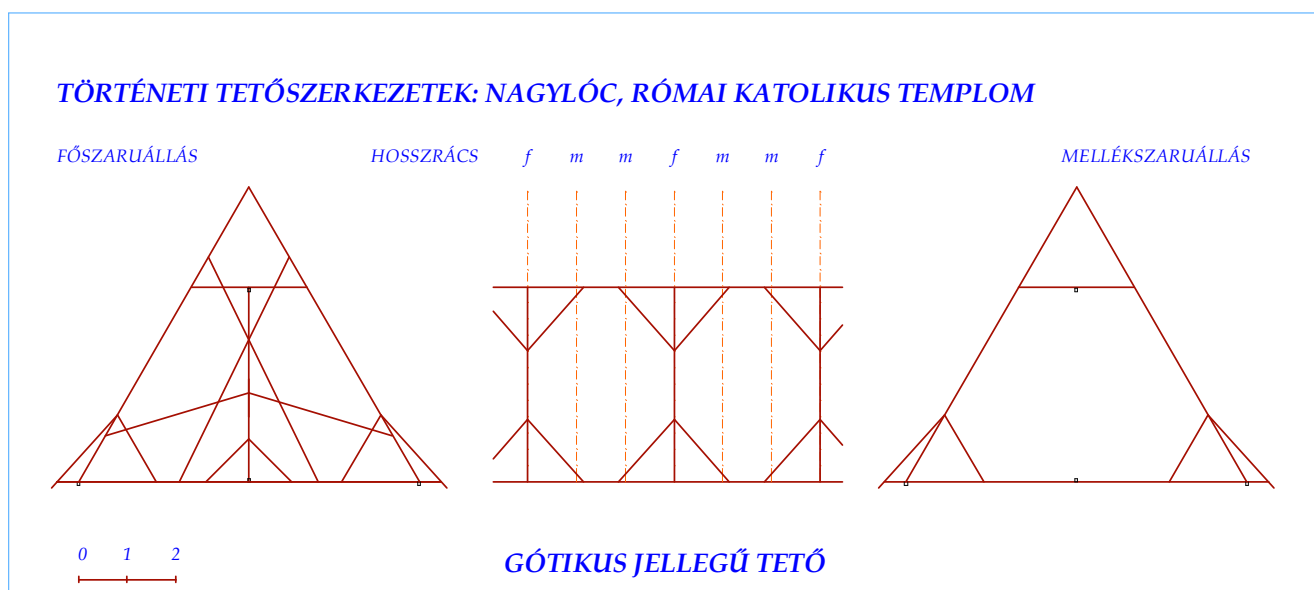 TÖRTÉNETI TETŐSZERKEZETEK: NAGYLÓC, RÓMAI KATOLIKUS TEMPLOM
FŐSZARUÁLLÁS HOSSZRÁCS f m m f m m f MELLÉKSZARUÁLLÁS
0 1 2
GÓTIKUS JELLEGŰ TETŐ